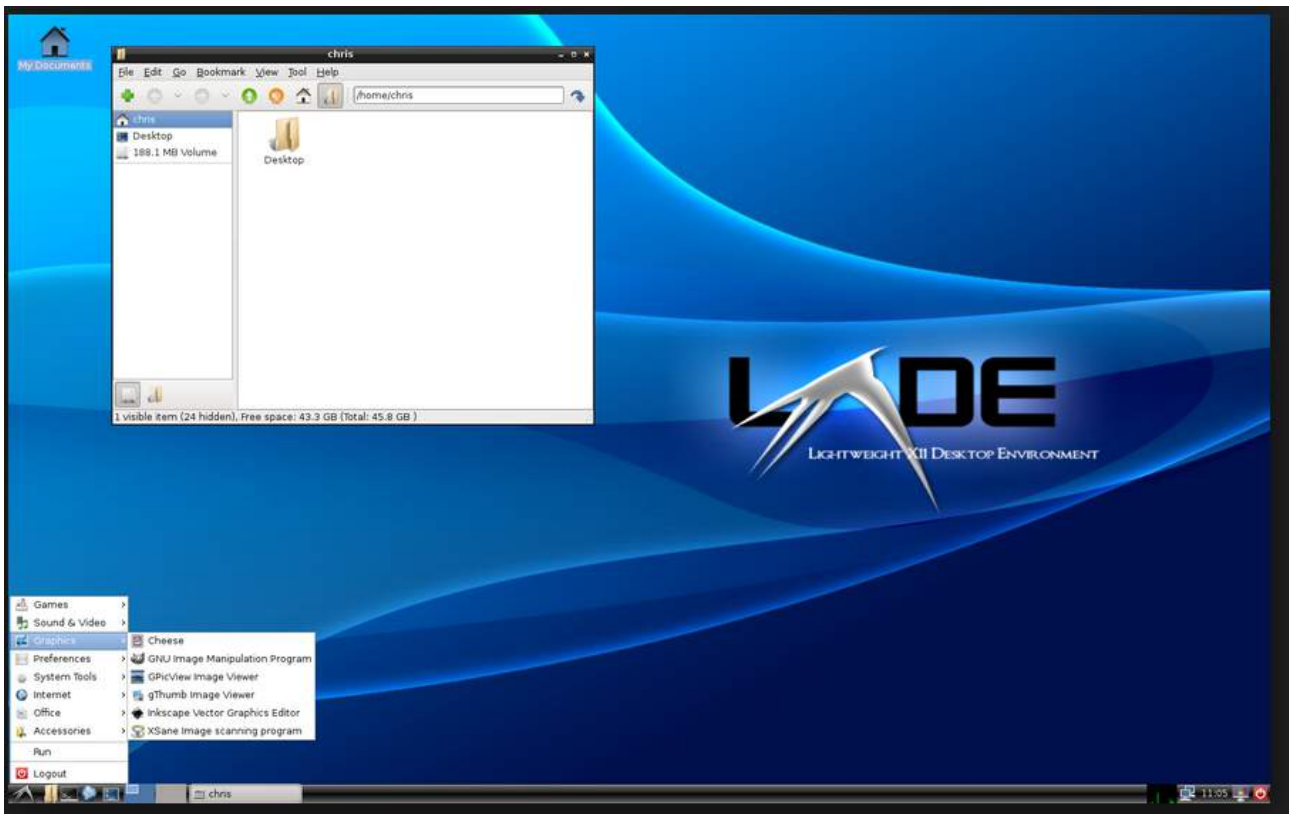 My Documents
chris
File Edit Go Bookmark View Tool Help
/home/chris
chris
Desktop
188.1 MB Volume
Desktop
1 visible item (24 hidden), Free space: 43.3 GB (Total: 45.8 GB )
LXDE
LIGHTWEIGHT X11 DESKTOP ENVIRONMENT
Games
Sound & Video
Graphics
Preferences
System Tools
Internet
Office
Accessories
Run
Logout
Cheese
GNU Image Manipulation Program
GPicView Image Viewer
gThumb Image Viewer
Inkscape Vector Graphics Editor
XSane Image scanning program
chris
11:05